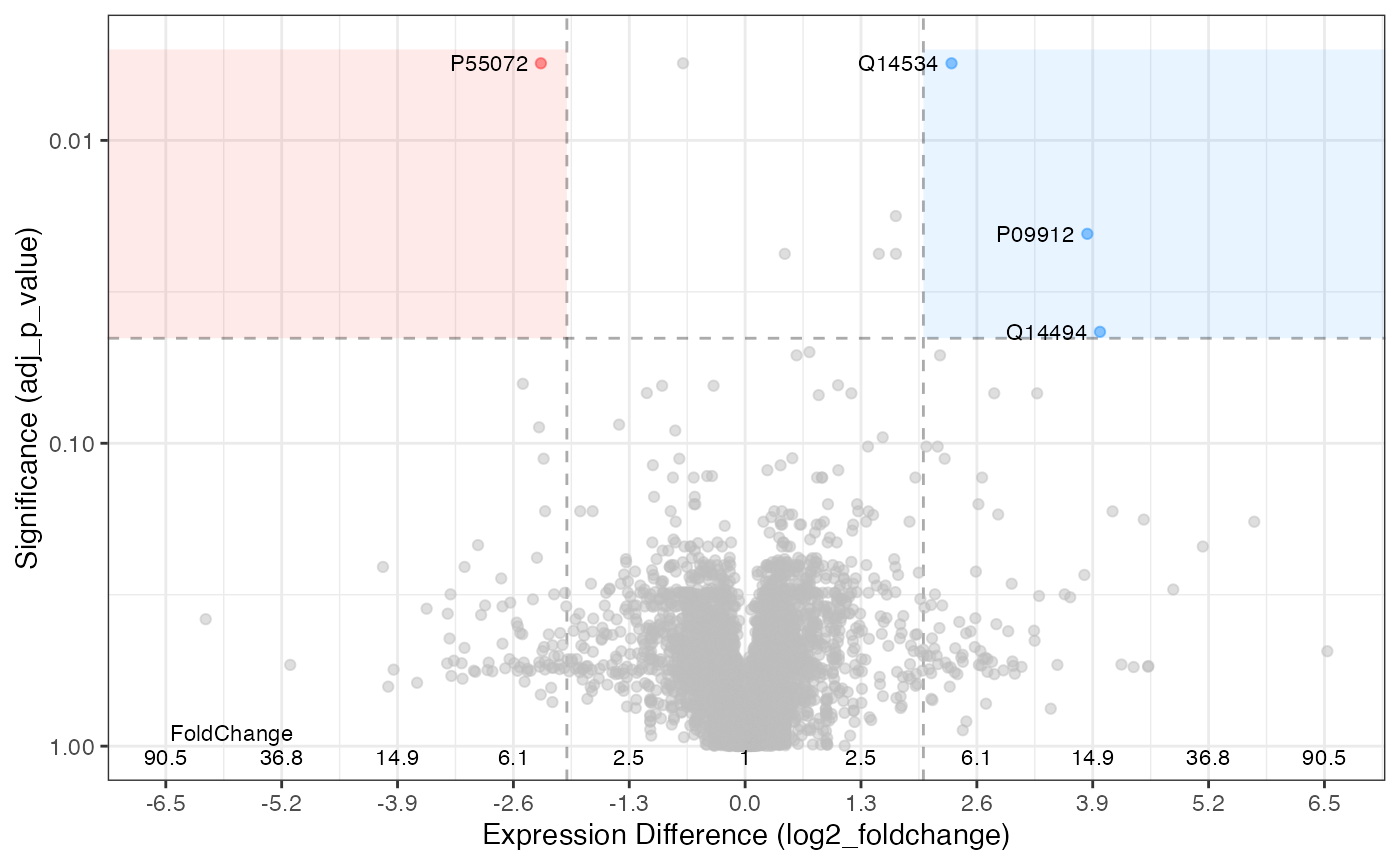 P55072
Q14534
0.01
P09912
Q14494
0.10
Significance (adj_p_value)
FoldChange
1.00
90.5 36.8 14.9 6.1 2.5 1 2.5 6.1 14.9 36.8 90.5
-6.5 -5.2 -3.9 -2.6 -1.3 0.0 1.3 2.6 3.9 5.2 6.5
Expression Difference (log2_foldchange)